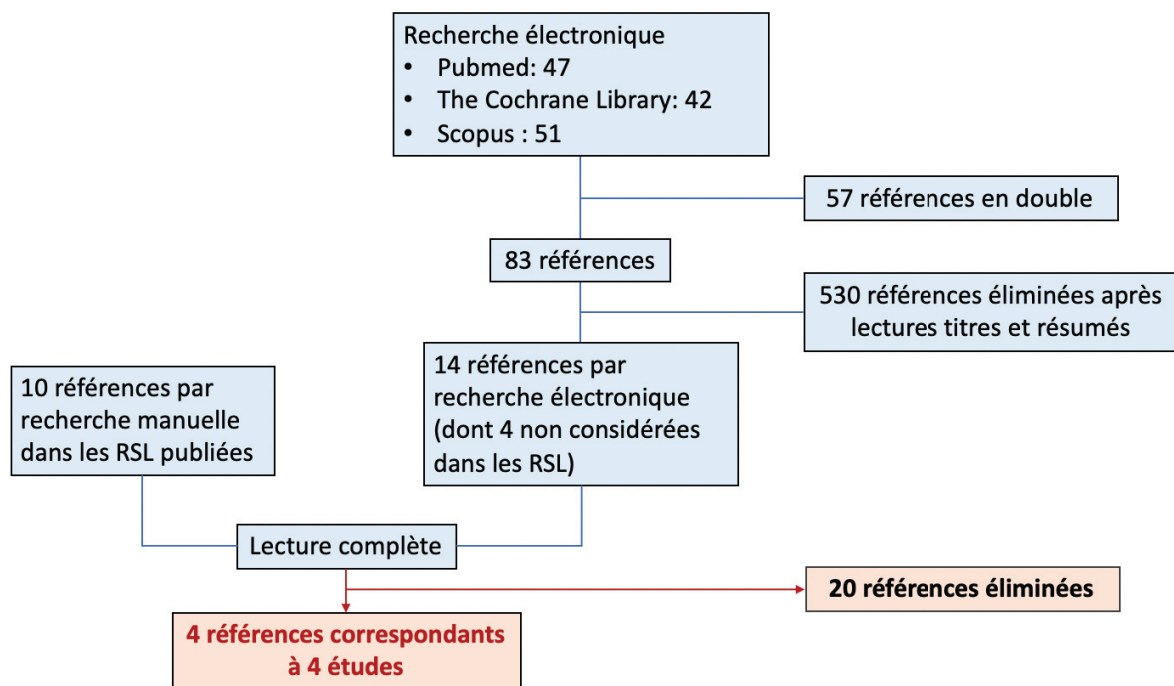 Recherche électronique
• Pubmed: 47
• The Cochrane Library: 42
• Scopus : 51
57 références en double
83 références
530 références éliminées après
lectures titres et résumés
10 références par
recherche manuelle
dans les RSL publiées
14 références par
recherche électronique
(dont 4 non considérées
dans les RSL)
Lecture complète
20 références éliminées
4 références correspondants
à 4 études